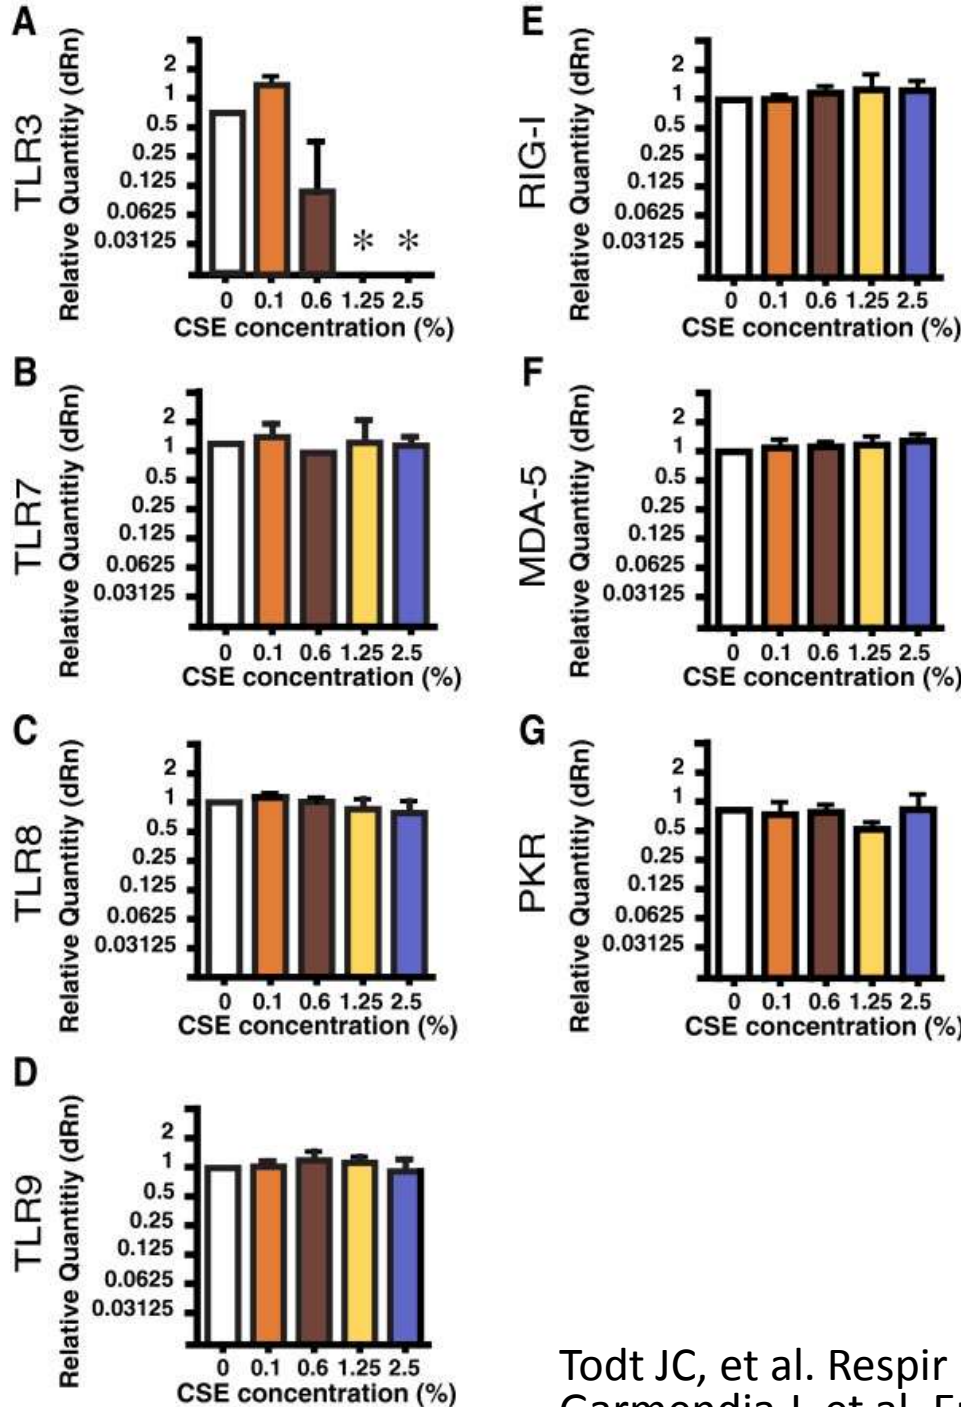 A
TLR3
Relative Quantitiy (dRn)
2
1
0.5
0.25
0.125
0.0625
0.03125
* *
0 0.1 0.6 1.25 2.5
CSE concentration (%)
B
TLR7
Relative Quantitiy (dRn)
2
1
0.5
0.25
0.125
0.0625
0.03125
0 0.1 0.6 1.25 2.5
CSE concentration (%)
C
TLR8
Relative Quantitiy (dRn)
2
1
0.5
0.25
0.125
0.0625
0.03125
0 0.1 0.6 1.25 2.5
CSE concentration (%)
D
TLR9
Relative Quantitiy (dRn)
2
1
0.5
0.25
0.125
0.0625
0.03125
0 0.1 0.6 1.25 2.5
CSE concentration (%)
E
RIG-I
Relative Quantitiy (dRn)
2
1
0.5
0.25
0.125
0.0625
0.03125
0 0.1 0.6 1.25 2.5
CSE concentration (%)
F
MDA-5
Relative Quantitiy (dRn)
2
1
0.5
0.25
0.125
0.0625
0.03125
0 0.1 0.6 1.25 2.5
CSE concentration (%)
G
PKR
Relative Quantitiy (dRn)
2
1
0.5
0.25
0.125
0.0625
0.03125
0 0.1 0.6 1.25 2.5
CSE concentration (%)
Todt JC, et al. Respir
Garmendia J, et al.